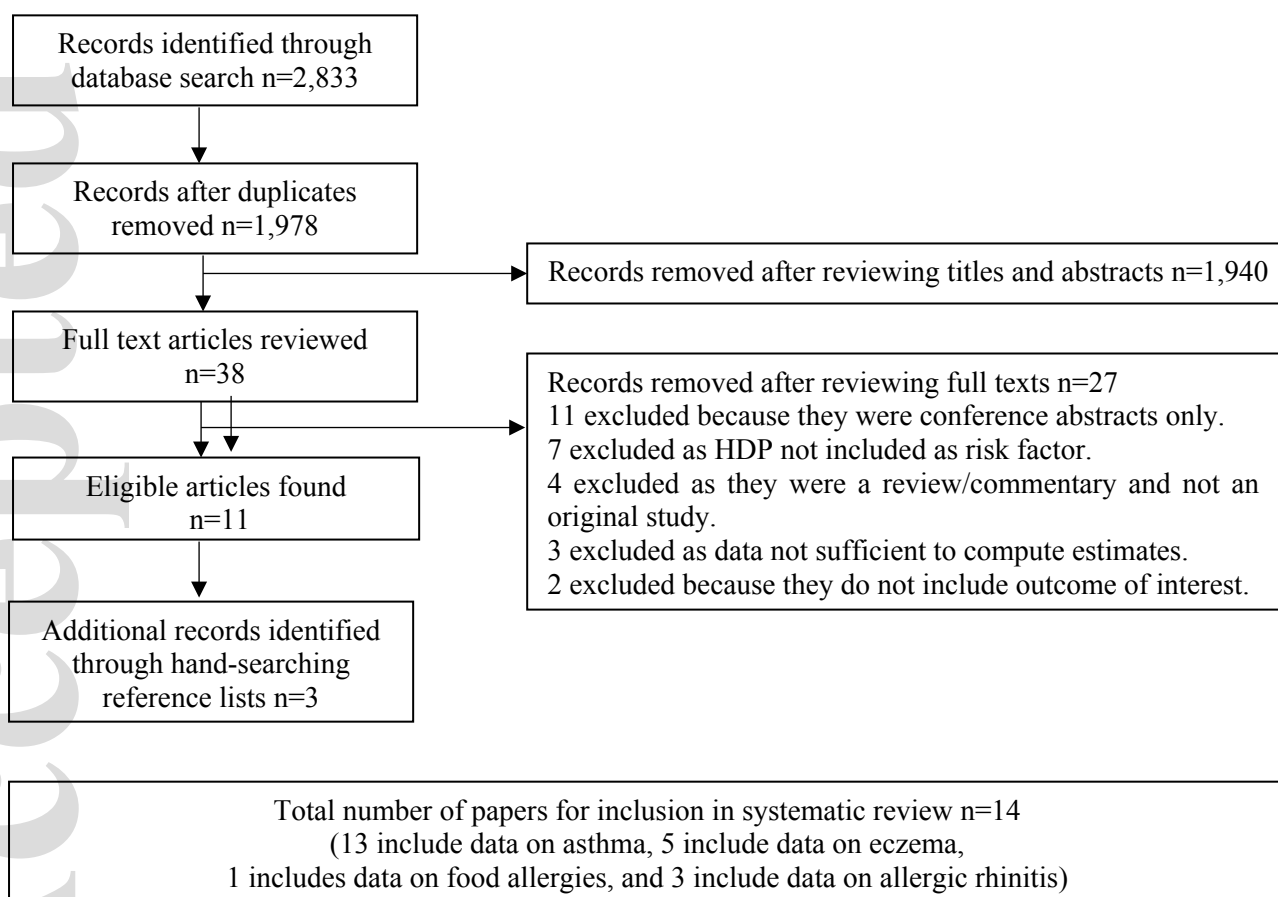 Records identified through
database search n=2,833
Records after duplicates
removed n=1,978
Records removed after reviewing titles and abstracts n=1,940
Full text articles reviewed
n=38
Records removed after reviewing full texts n=27
11 excluded because they were conference abstracts only.
7 excluded as HDP not included as risk factor.
4 excluded as they were a review/commentary and not an
original study.
3 excluded as data not sufficient to compute estimates.
2 excluded because they do not include outcome of interest.
Eligible articles found
n=11
Additional records identified
through hand-searching
reference lists n=3
Total number of papers for inclusion in systematic review n=14
(13 include data on asthma, 5 include data on eczema,
1 includes data on food allergies, and 3 include data on allergic rhinitis)
ccepted